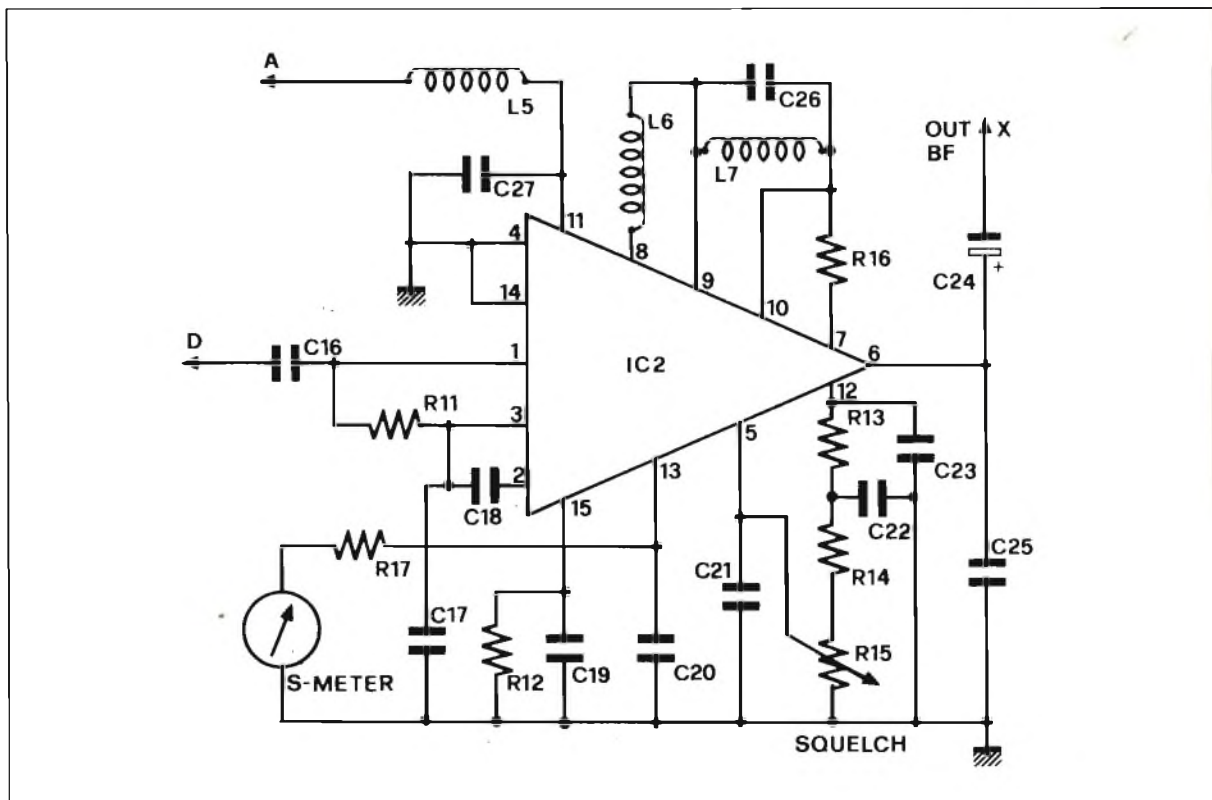 A
L5
C26
L6
OUT X
BF
L7
C27
11
4
8
R16
9
C24
+
14
10
D
C16
7
1
6
IC2
12
R11
3
R13
5
C23
2
13
C18
15
C22
R17
C21
R14
C25
C17
R15
S-METER
R12
C19
C20
SQUELCH